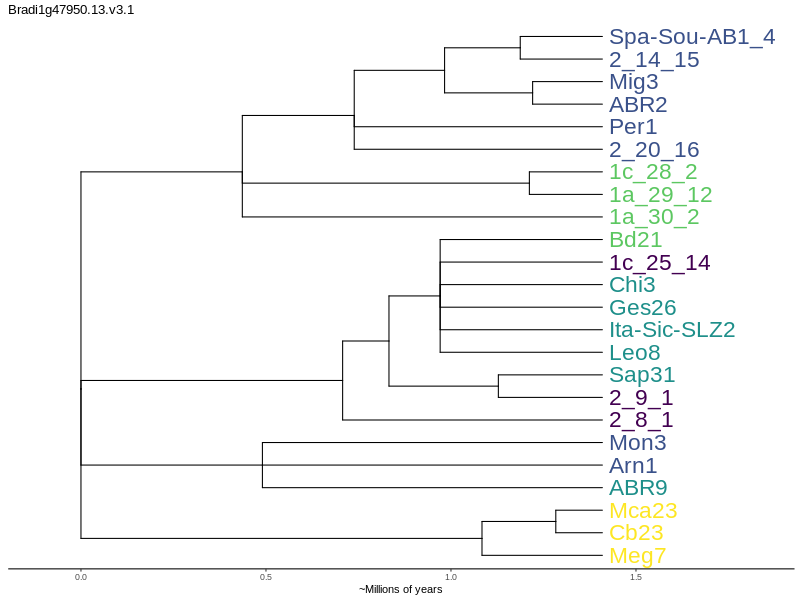 Bradi1g47950.13.v3.1
Spa-Sou-AB1_4
2_14_15
Mig3
ABR2
Per1
2_20_16
1c_28_2
1a_29_12
1a_30_2
Bd21
1c_25_14
Chi3
Ges26
Ita-Sic-SLZ2
Leo8
Sap31
2_9_1
2_8_1
Mon3
Arn1
ABR9
Mca23
Cb23
Meg7
0.0 0.5 1.0 1.5
~Millions of years